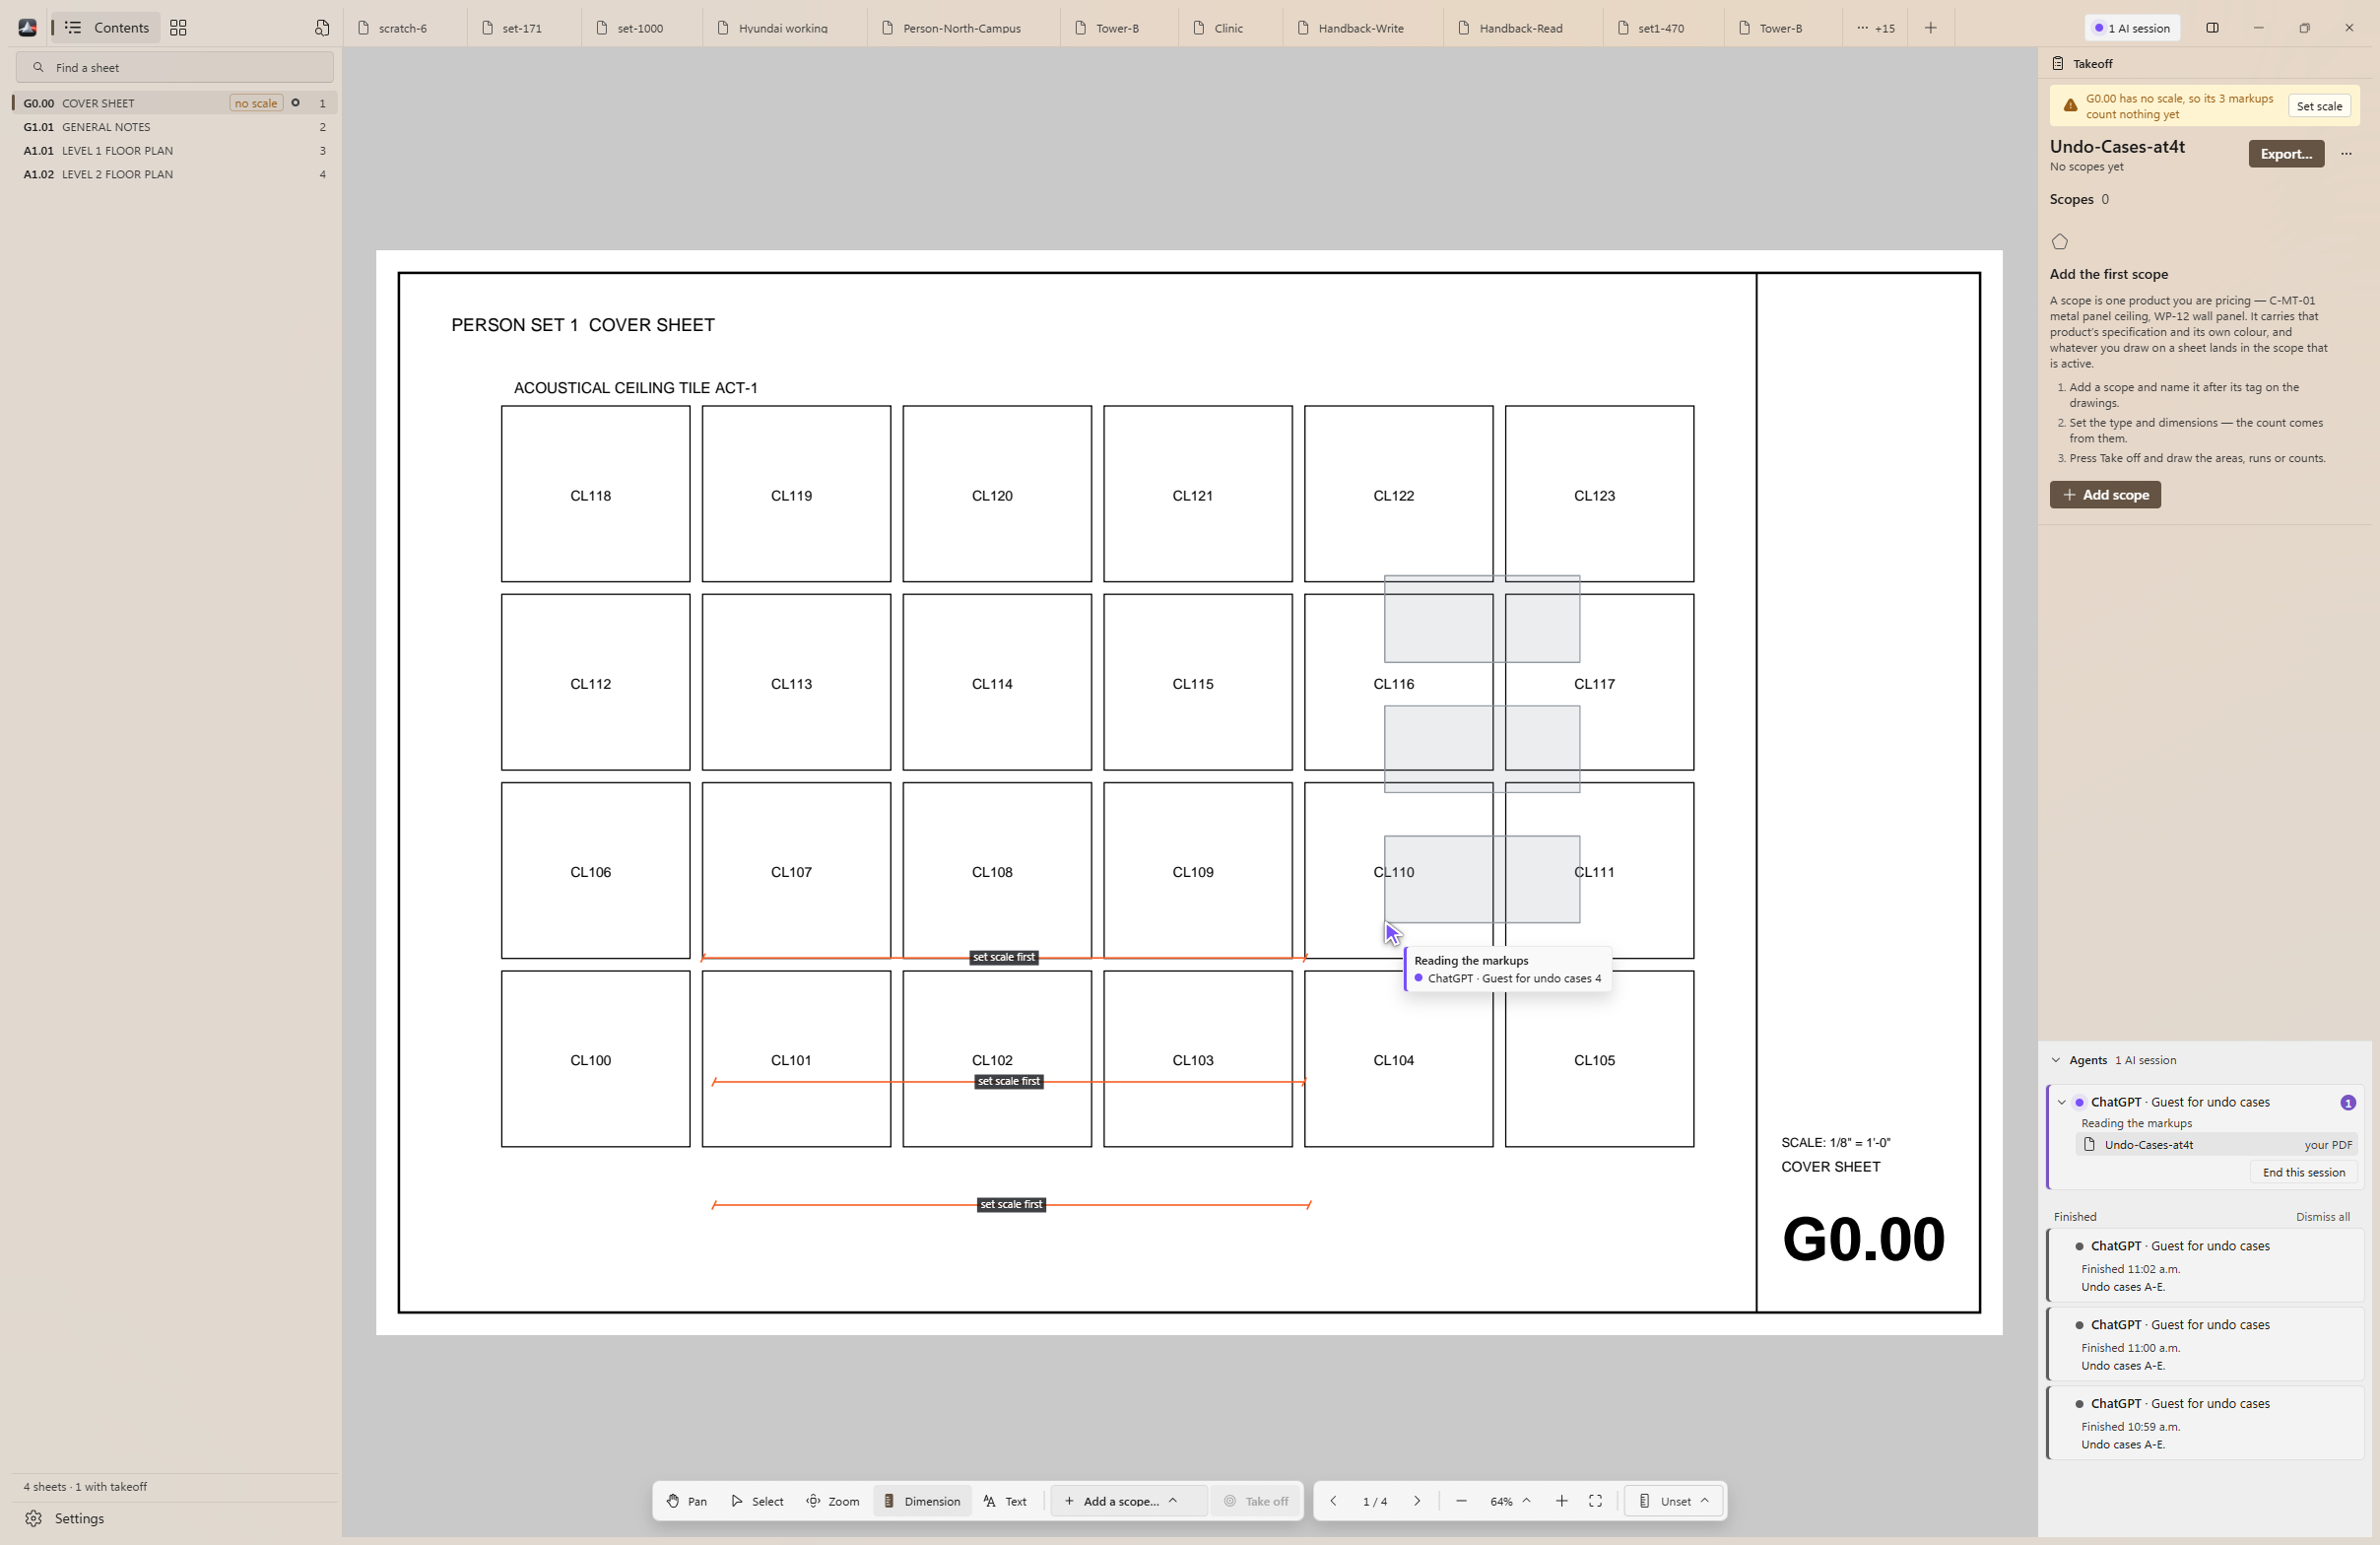 Contents
scratch-6
set-171
set-1000
Hyundai working
Person-North-Campus
Tower-B
Clinic
Handback-Write
Handback-Read
set1-470
Tower-B
+15
1 AI session
Find a sheet
G0.00 COVER SHEET no scale 1
G1.01 GENERAL NOTES 2
A1.01 LEVEL 1 FLOOR PLAN 3
A1.02 LEVEL 2 FLOOR PLAN 4
4 sheets · 1 with takeoff
Settings
PERSON SET 1 COVER SHEET
ACOUSTICAL CEILING TILE ACT-1
CL118 CL119 CL120 CL121 CL122 CL123
CL112 CL113 CL114 CL115 CL116 CL117
CL106 CL107 CL108 CL109 CL110 CL111
set scale first
Reading the markups
ChatGPT · Guest for undo cases 4
CL100 CL101 CL102 CL103 CL104 CL105
set scale first
set scale first
SCALE: 1/8" = 1'-0"
COVER SHEET
G0.00
Pan Select Zoom Dimension Text Add a scope... Take off
1 / 4 64% Unset
Takeoff
G0.00 has no scale, so its 3 markups
count nothing yet
Set scale
Undo-Cases-at4t
No scopes yet
Export...
Scopes 0
Add the first scope
A scope is one product you are pricing — C-MT-01
metal panel ceiling, WP-12 wall panel. It carries that
product's specification and its own colour, and
whatever you draw on a sheet lands in the scope that
is active.
1. Add a scope and name it after its tag on the
drawings.
2. Set the type and dimensions — the count comes
from them.
3. Press Take off and draw the areas, runs or counts.
Add scope
Agents 1 AI session
ChatGPT · Guest for undo cases 1
Reading the markups
Undo-Cases-at4t your PDF
End this session
Finished Dismiss all
ChatGPT · Guest for undo cases
Finished 11:02 a.m.
Undo cases A-E.
ChatGPT · Guest for undo cases
Finished 11:00 a.m.
Undo cases A-E.
ChatGPT · Guest for undo cases
Finished 10:59 a.m.
Undo cases A-E.